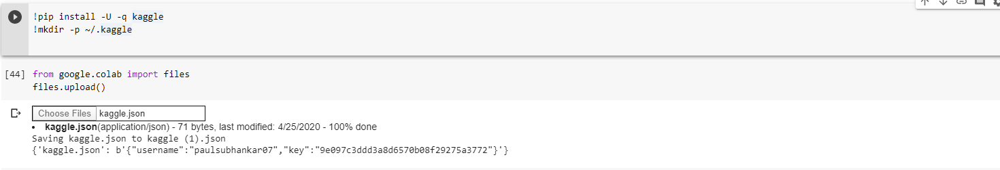 !pip install -U -q kaggle
!mkdir -p ~/.kaggle
[44] from google.colab import files
files.upload()
Choose Files kaggle.json
• kaggle.json(application/json) - 71 bytes, last modified: 4/25/2020 - 100% done
Saving kaggle.json to kaggle (1).json
{'kaggle.json': b'{"username":"paulsubhankar07","key":"9e097c3ddd3a8d6570b08f29275a3772"}'}